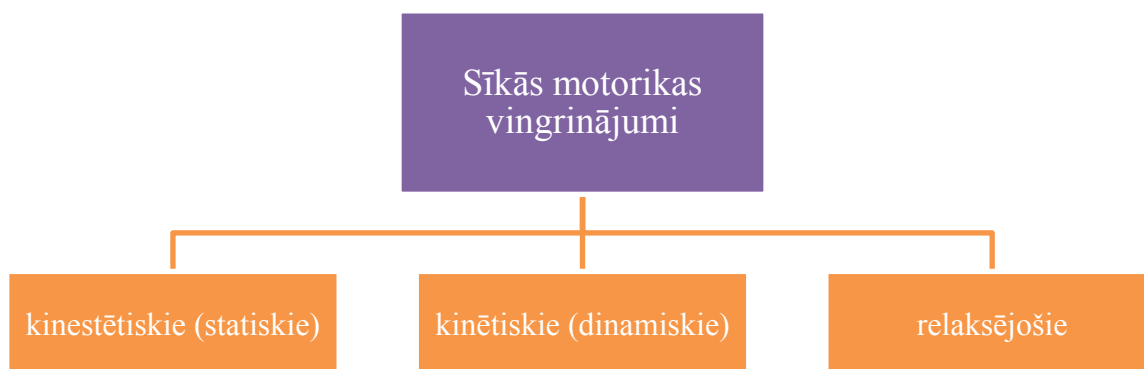 Sīkās motorikas
vingrinājumi
kinestētiskie (statiskie)
kinētiskie (dinamiskie)
relaksējošie